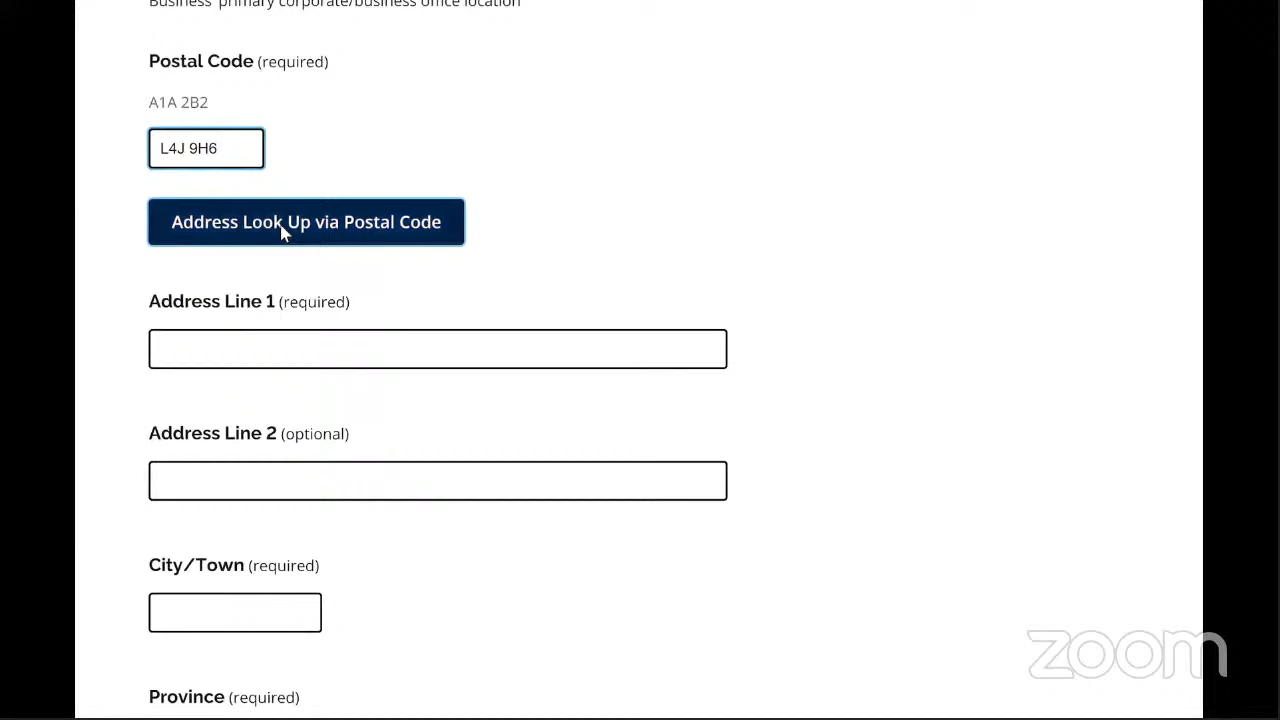 Business' primary corporate/business office location
Postal Code (required)
A1A 2B2
L4J 9H6
Address Look Up via Postal Code
Address Line 1 (required)
Address Line 2 (optional)
City/Town (required)
zoom
Province (required)